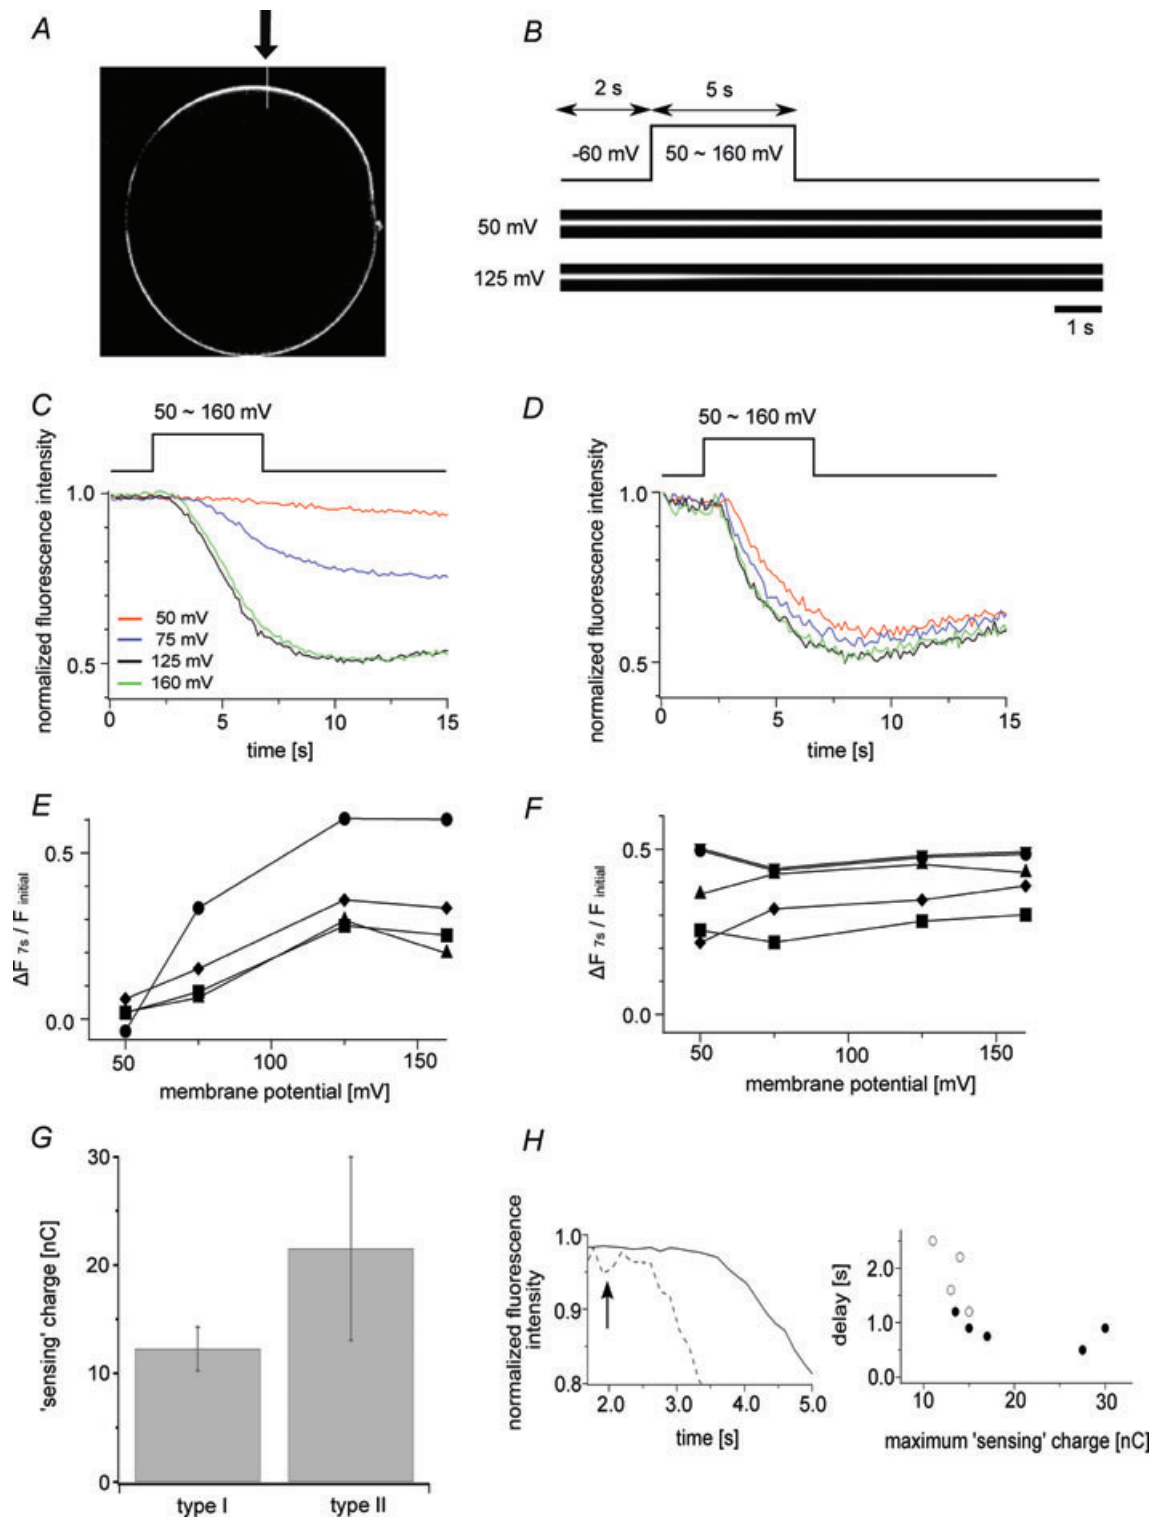 A
B
2 s
5 s
-60 mV
50 ~ 160 mV
50 mV
125 mV
1 s
C
50 ~ 160 mV
normalized fluorescence intensity
1.0
0.5
50 mV
75 mV
125 mV
160 mV
0
5
10
15
time [s]
D
50 ~ 160 mV
normalized fluorescence intensity
1.0
0.5
0
5
10
15
time [s]
E
ΔF 7s / F initial
0.5
0.0
50
100
150
membrane potential [mV]
F
ΔF 7s / F initial
0.5
0.0
50
100
150
membrane potential [mV]
G
'sensing' charge [nC]
30
20
10
0
type I
type II
H
normalized fluorescence
intensity
1.0
0.9
0.8
2.0
3.0
4.0
5.0
time [s]
delay [s]
2.0
1.0
0.0
10
20
30
maximum 'sensing' charge [nC]